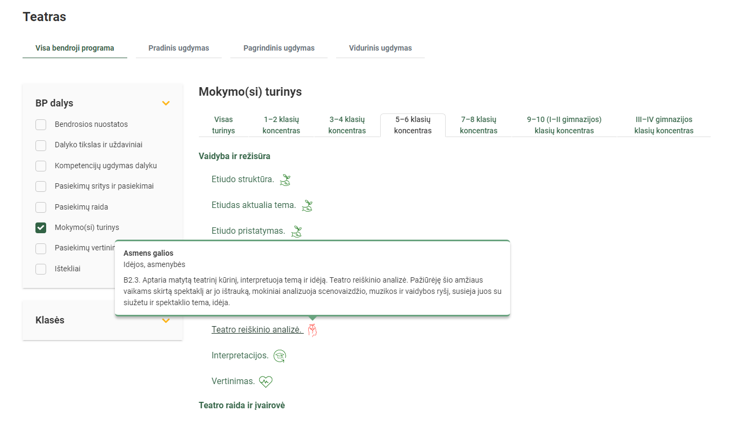 Teatras
Visa bendroji programa
Pradinis ugdymas
Pagrindinis ugdymas
Vidurinis ugdymas
BP dalys
Bendrosios nuostatos
Dalyko tikslas ir uždaviniai
Kompetencijų ugdymas dalyku
Pasiekimų sritys ir pasiekimai
Pasiekimų raida
Mokymo(si) turinys
Pasiekimų
Ištekliai
Klasės
Mokymo(si) turinys
Visas
turinys
1–2 klasių
koncentras
3–4 klasių
koncentras
5–6 klasių
koncentras
7–8 klasių
koncentras
9–10 (I–II gimnazijos)
klasių koncentras
III–IV gimnazijos
klasių koncentras
Vaidyba ir režisūra
Etiudo struktūra.
Etiudas aktualia tema.
Etiudo pristatymas.
Asmens galios
Idėjos, asmenybės
B2.3. Aptaria matytą teatrinį kūrinį, interpretuoja temą ir idėją. Teatro reiškinio analizė. Pažiūrėję šio amžiaus
vaikams skirtą spektaklį ar jo ištrauką, mokiniai analizuoja scenovaizdžio, muzikos ir vaidybos ryšį, susieja juos su
siužetu ir spektaklio tema, idėja.
Teatro reiškinio analizė.
Interpretacijos.
Vertinimas.
Teatro raida ir įvairovė